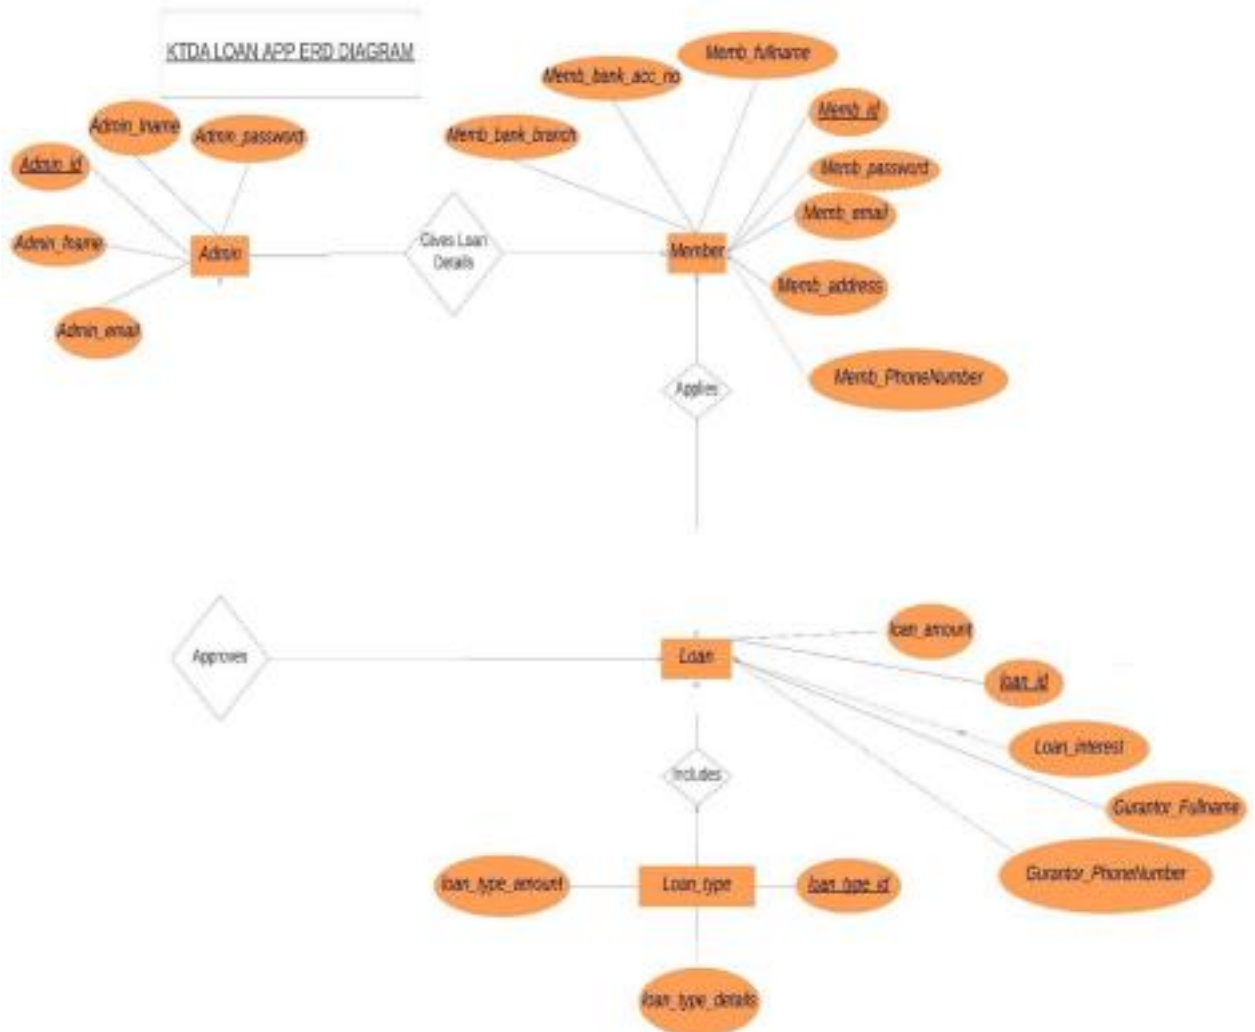 KTDA LOAN APP ERD DIAGRAM
Memb_fullname
Memb_bank_acc_no
Memb_id
Admin_lname
Admin_password
Memb_bank_branch
Admin_id
Memb_password
Memb_email
Admin_fname
Admin
Gives Loan
Details
Member
Memb_address
Admin_email
Memb_PhoneNumber
Applies
loan_amount
Approves
Loan
loan_id
Loan_interest
Includes
Gurantor_Fullname
Gurantor_PhoneNumber
loan_type_amount
Loan_type
loan_type_id
loan_type_details